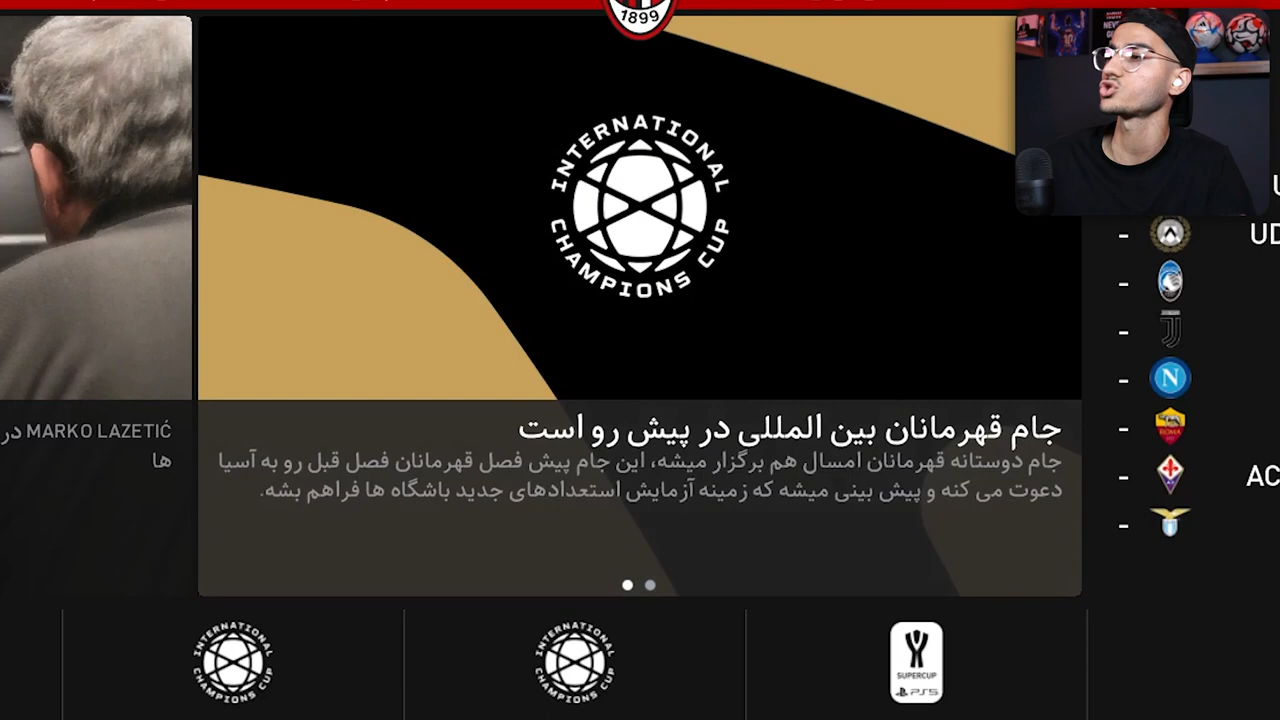 1899
INTERNATIONAL
CHAMPIONS CUP
UD
N
ROMA
AC
جام قهرمانان بین المللی در پیش رو است
جام دوستانه قهرمانان امسال هم برگزار میشه، این جام پیش فصل قهرمانان فصل قبل رو به آسیا
دعوت می کنه و پیش بینی میشه که زمینه آزمایش استعدادهای جدید باشگاه ها فراهم بشه.
MARKO LAZETIĆ در
ها
INTERNATIONAL
CHAMPIONS CUP
INTERNATIONAL
CHAMPIONS CUP
SUPERCUP
PS5